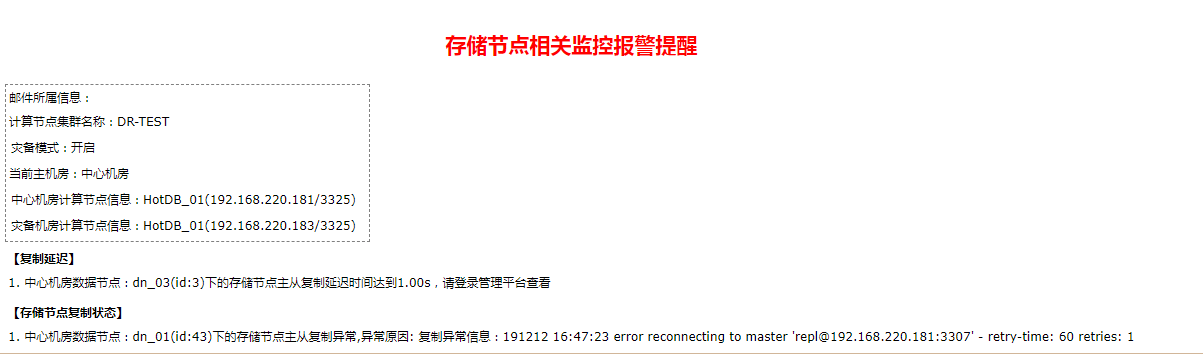 存储节点相关监控报警提醒
邮件所属信息：
计算节点集群名称：DR-TEST
灾备模式：开启
当前主机房：中心机房
中心机房计算节点信息：HotDB_01(192.168.220.181/3325)
灾备机房计算节点信息：HotDB_01(192.168.220.183/3325)
【复制延迟】
1. 中心机房数据节点：dn_03(id:3)下的存储节点主从复制延迟时间达到1.00s，请登录管理平台查看
【存储节点复制状态】
1. 中心机房数据节点：dn_01(id:43)下的存储节点主从复制异常,异常原因: 复制异常信息：191212 16:47:23 error reconnecting to master 'repl@192.168.220.181:3307' - retry-time: 60 retries: 1